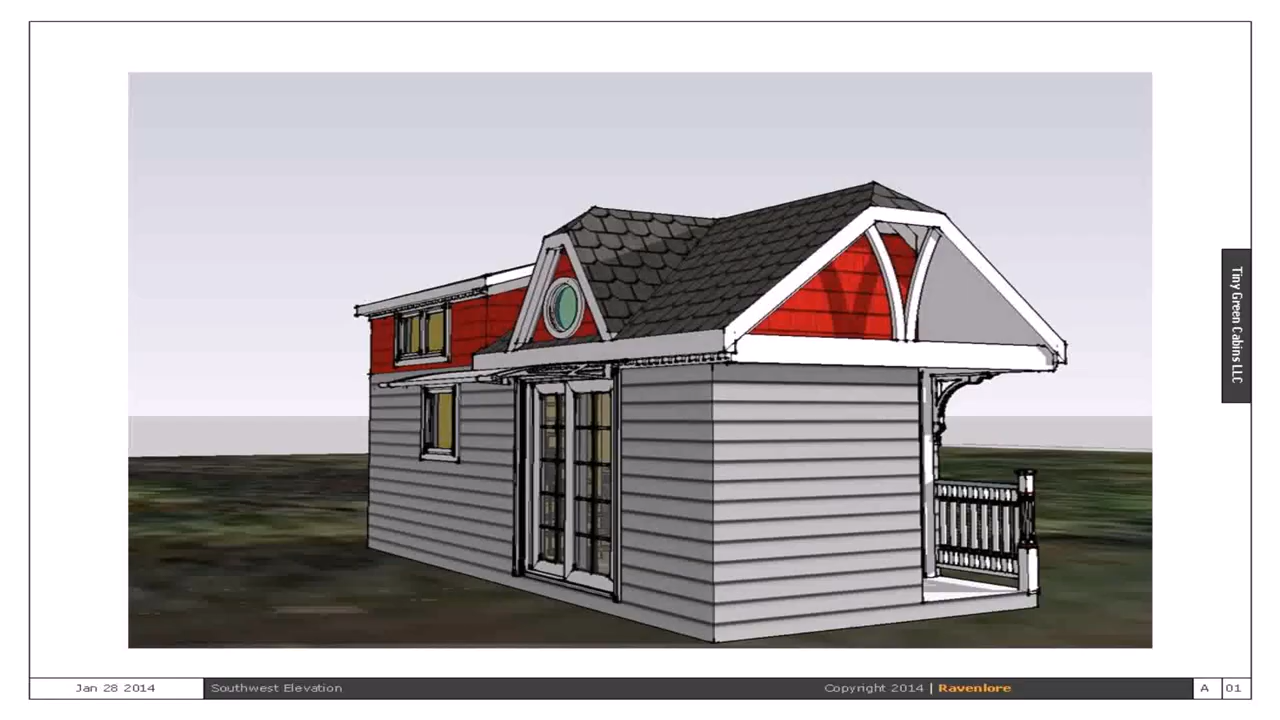 Tiny Green Cabins LLC
Jan 28 2014
Southwest Elevation
Copyright 2014 | Ravenlore
A
01